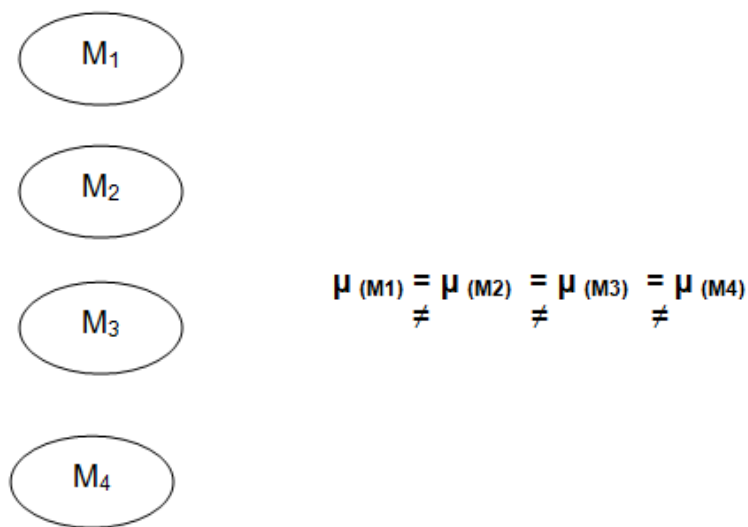 M₁
M₂
μ (M1) = μ (M2) = μ (M3) = μ (M4)
≠ ≠ ≠
M₃
M₄